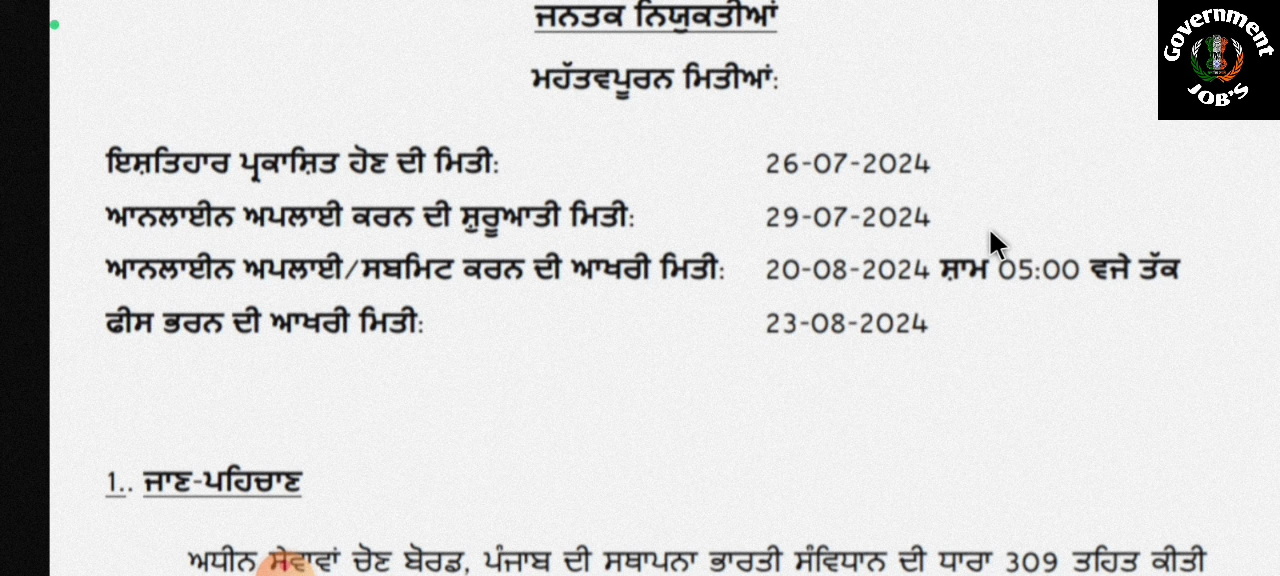 ਜਨਤਕ ਨਿਯੁਕਤੀਆਂ
Government
JOB'S
ਮਹੱਤਵਪੂਰਨ ਮਿਤੀਆਂ:
ਇਸ਼ਤਿਹਾਰ ਪ੍ਰਕਾਸ਼ਿਤ ਹੋਣ ਦੀ ਮਿਤੀ: 26-07-2024
ਆਨਲਾਈਨ ਅਪਲਾਈ ਕਰਨ ਦੀ ਸ਼ੁਰੂਆਤੀ ਮਿਤੀ: 29-07-2024
ਆਨਲਾਈਨ ਅਪਲਾਈ/ਸਬਮਿਟ ਕਰਨ ਦੀ ਆਖਰੀ ਮਿਤੀ: 20-08-2024 ਸ਼ਾਮ 05:00 ਵਜੇ ਤੱਕ
ਫੀਸ ਭਰਨ ਦੀ ਆਖਰੀ ਮਿਤੀ: 23-08-2024
1.. ਜਾਣ-ਪਹਿਚਾਣ
ਅਧੀਨ ਸੇਵਾਵਾਂ ਚੋਣ ਬੋਰਡ, ਪੰਜਾਬ ਦੀ ਸਥਾਪਨਾ ਭਾਰਤੀ ਸੰਵਿਧਾਨ ਦੀ ਧਾਰਾ 309 ਤਹਿਤ ਕੀਤੀ